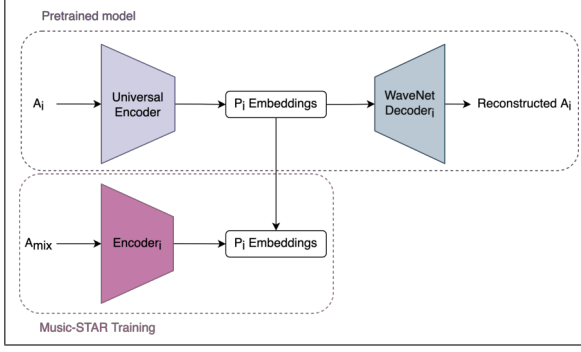 Pretrained model
Aᵢ
Universal
Encoder
Pᵢ Embeddings
WaveNet
Decoderᵢ
Reconstructed Aᵢ
Amix
Encoderᵢ
Pᵢ Embeddings
Music-STAR Training